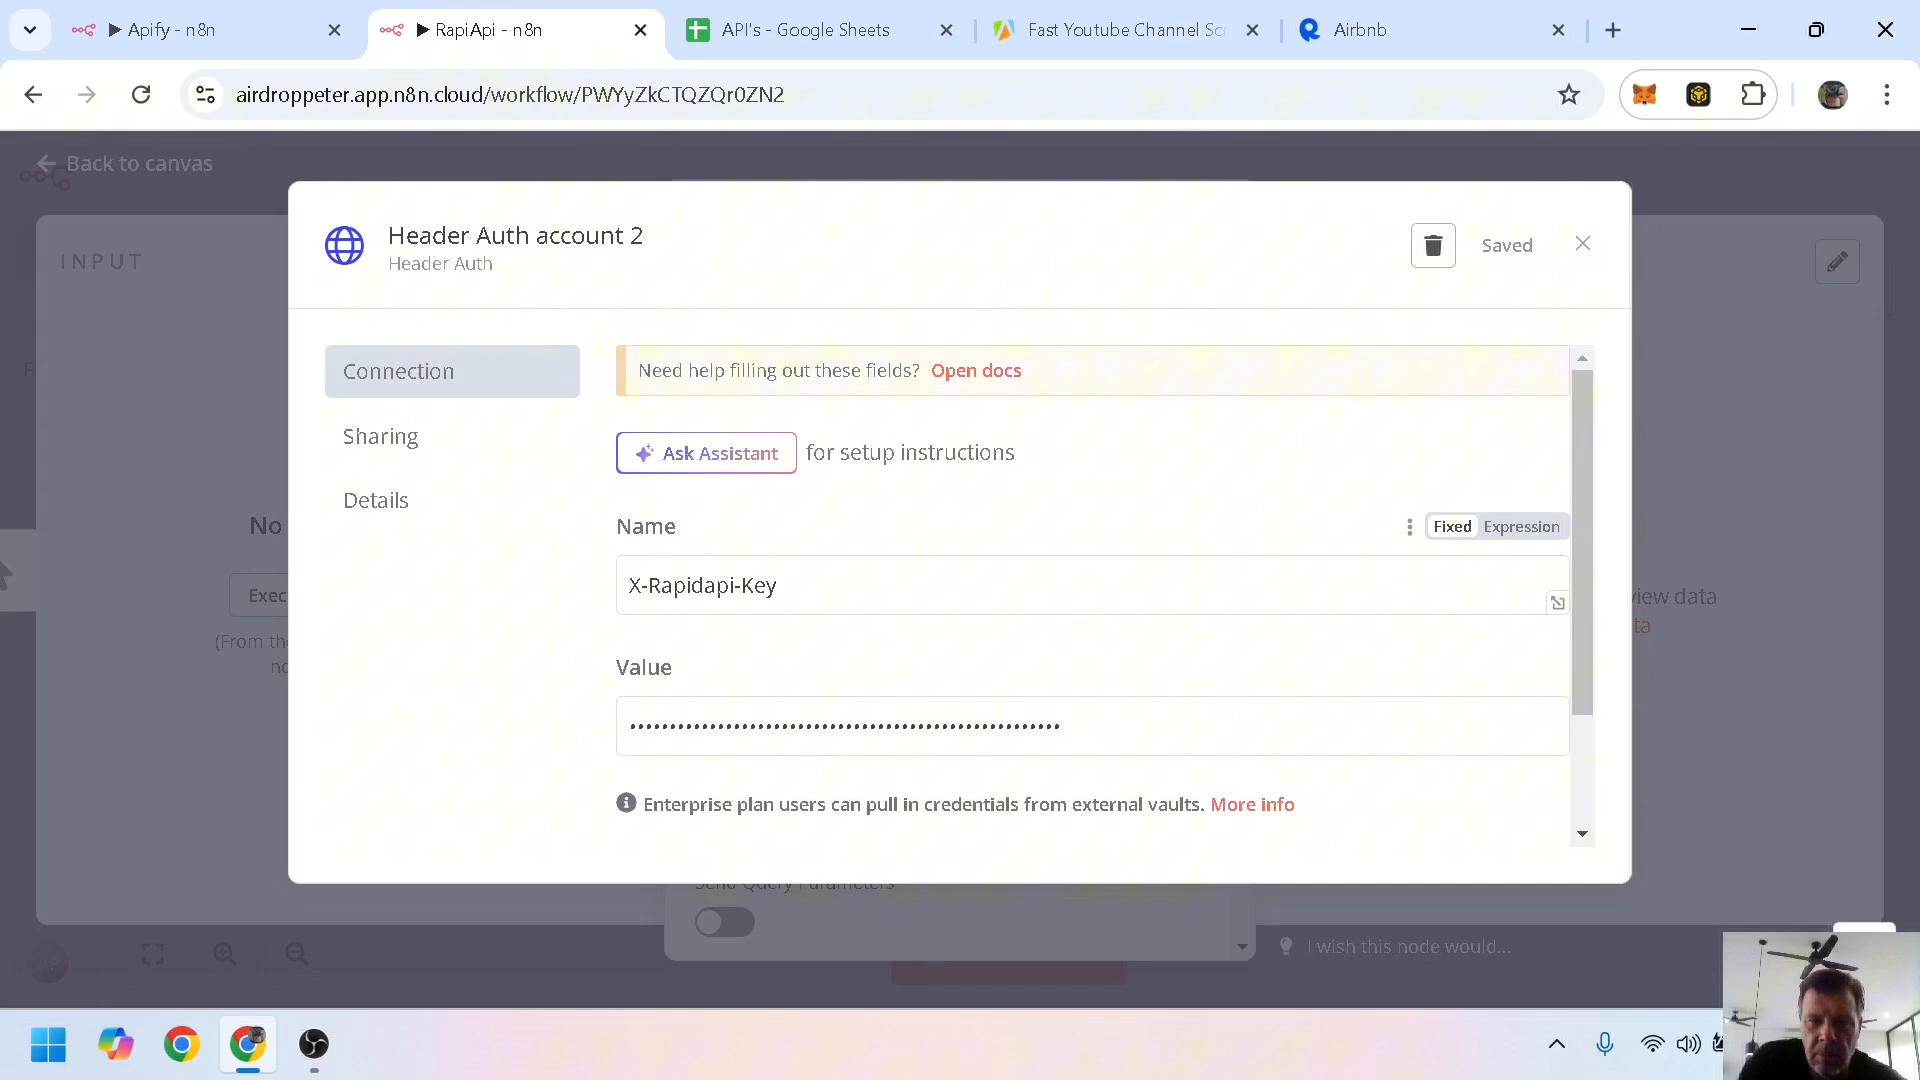 Apify - n8n
RapiApi - n8n
API's - Google Sheets
Fast Youtube Channel Scr
Airbnb
airdroppeter.app.n8n.cloud/workflow/PWYyZkCTQZQr0ZN2
Back to canvas
INPUT
Header Auth account 2
Header Auth
Saved
Connection
Sharing
Details
Need help filling out these fields? Open docs
Ask Assistant for setup instructions
Name
Fixed Expression
X-Rapidapi-Key
Value
••••••••••••••••••••••••••••••••••••••••••••••••••••••
Enterprise plan users can pull in credentials from external vaults. More info
No
Exec
(From the
no
view data
ta
Send Query Parameters
I wish this node would...